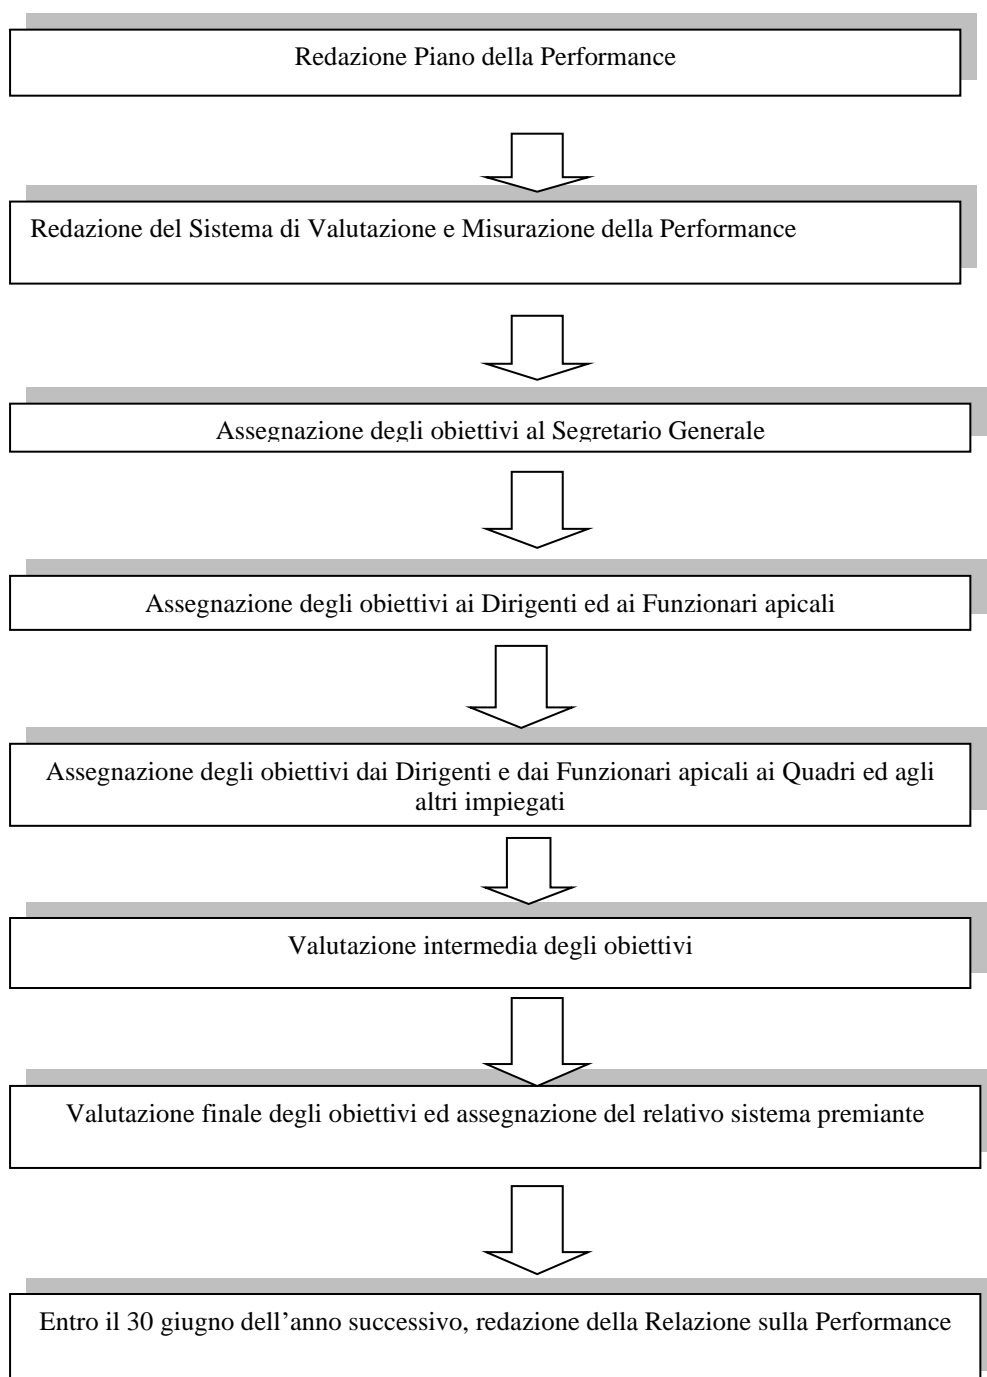 Redazione Piano della Performance
Redazione del Sistema di Valutazione e Misurazione della Performance
Assegnazione degli obiettivi al Segretario Generale
Assegnazione degli obiettivi ai Dirigenti ed ai Funzionari apicali
Assegnazione degli obiettivi dai Dirigenti e dai Funzionari apicali ai Quadri ed agli
altri impiegati
Valutazione intermedia degli obiettivi
Valutazione finale degli obiettivi ed assegnazione del relativo sistema premiante
Entro il 30 giugno dell’anno successivo, redazione della Relazione sulla Performance